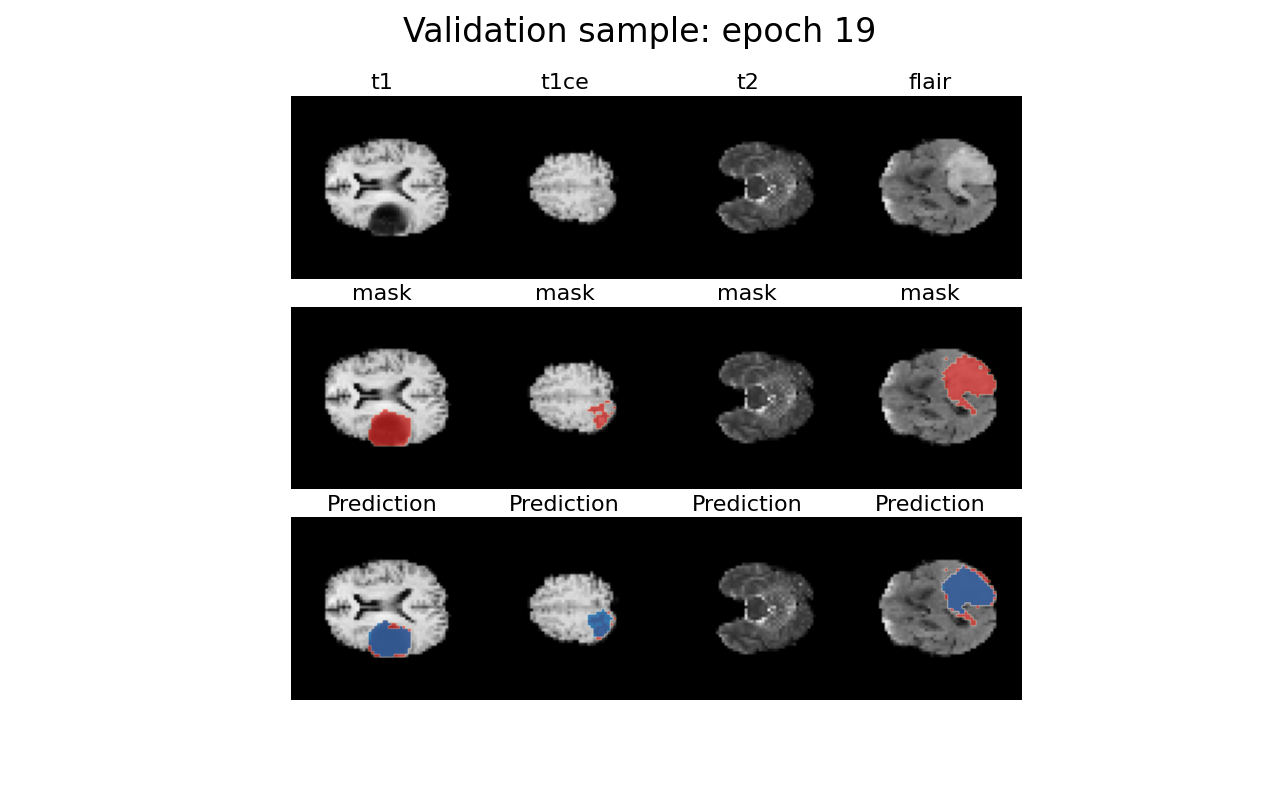 Validation sample: epoch 19
t1 t1ce t2 flair
mask mask mask mask
Prediction Prediction Prediction Prediction